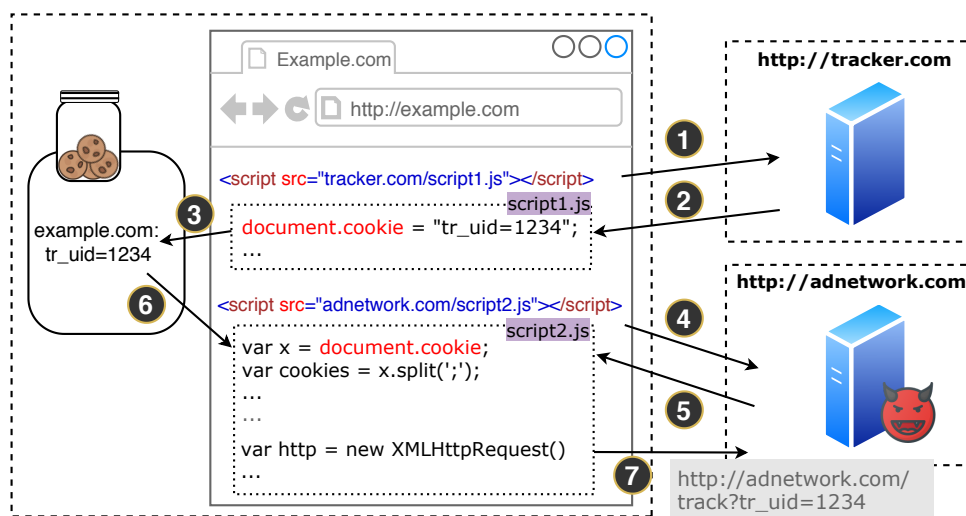 Example.com
http://example.com
<script src="tracker.com/script1.js"></script>
script1.js
document.cookie = "tr_uid=1234";
...
example.com:
tr_uid=1234
<script src="adnetwork.com/script2.js"></script>
script2.js
var x = document.cookie;
var cookies = x.split(';');
...
...
var http = new XMLHttpRequest()
...
http://tracker.com
http://adnetwork.com
http://adnetwork.com/
track?tr_uid=1234
1
2
3
4
5
6
7